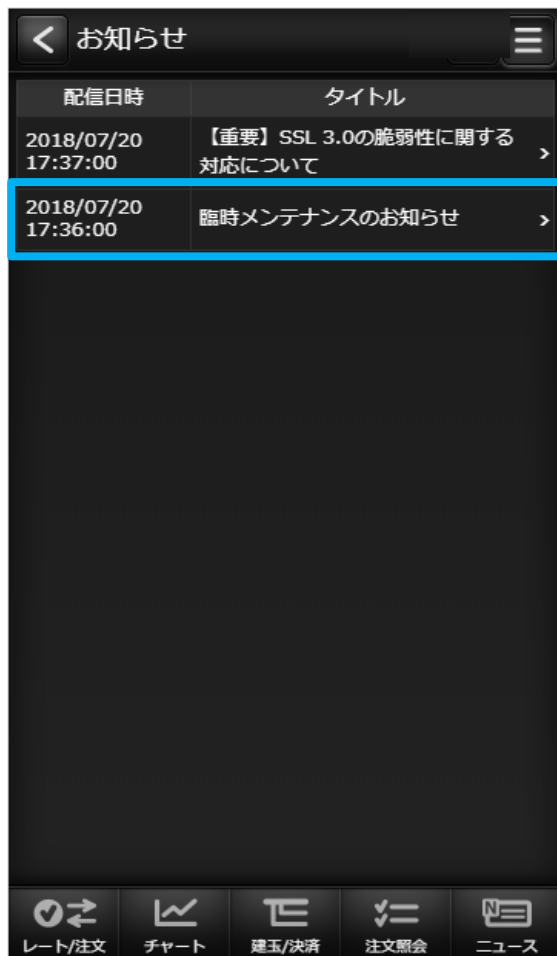 お知らせ
配信日時 タイトル
2018/07/20 【重要】SSL 3.0の脆弱性に関する
17:37:00 対応について
2018/07/20 臨時メンテナンスのお知らせ
17:36:00
レート/注文 チャート 建玉/決済 注文照会 ニュース